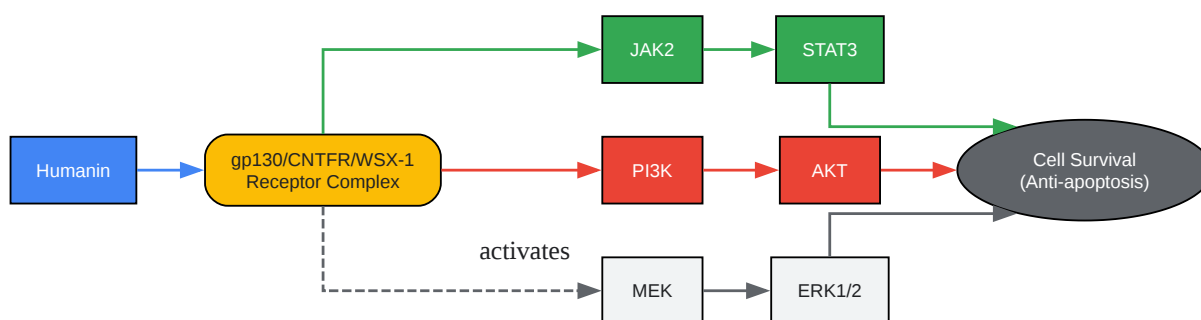 JAK2
STAT3
Humanin
gp130/CNTFR/WSX-1
Receptor Complex
PI3K
AKT
Cell Survival
(Anti-apoptosis)
activates
MEK
ERK1/2